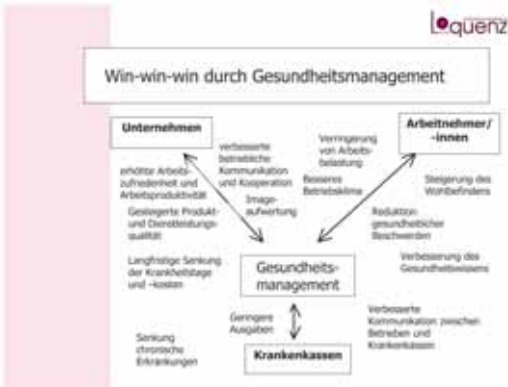 Loquenz
Win-win-win durch Gesundheitsmanagement
Unternehmen
Arbeitnehmer/
-innen
verbesserte
betriebliche
Kommunikation
und Kooperation
Verringerung
von Arbeits-
belastung
erhöhte Arbeits-
zufriedenheit und
Arbeitsproduktivität
Besseres
Betriebsklima
Steigerung des
Wohlbefindens
Image-
aufwertung
Gesteigerte Produkt-
und Dienstleistungs-
qualität
Reduktion
gesundheitlicher
Beschwerden
Langfristige Senkung
der Krankheitstage
und -kosten
Gesundheits-
management
Verbesserung des
Gesundheitswissens
Geringere
Ausgaben
Verbesserte
Kommunikation zwischen
Betrieben und
Krankenkassen
Senkung
chronische
Erkrankungen
Krankenkassen